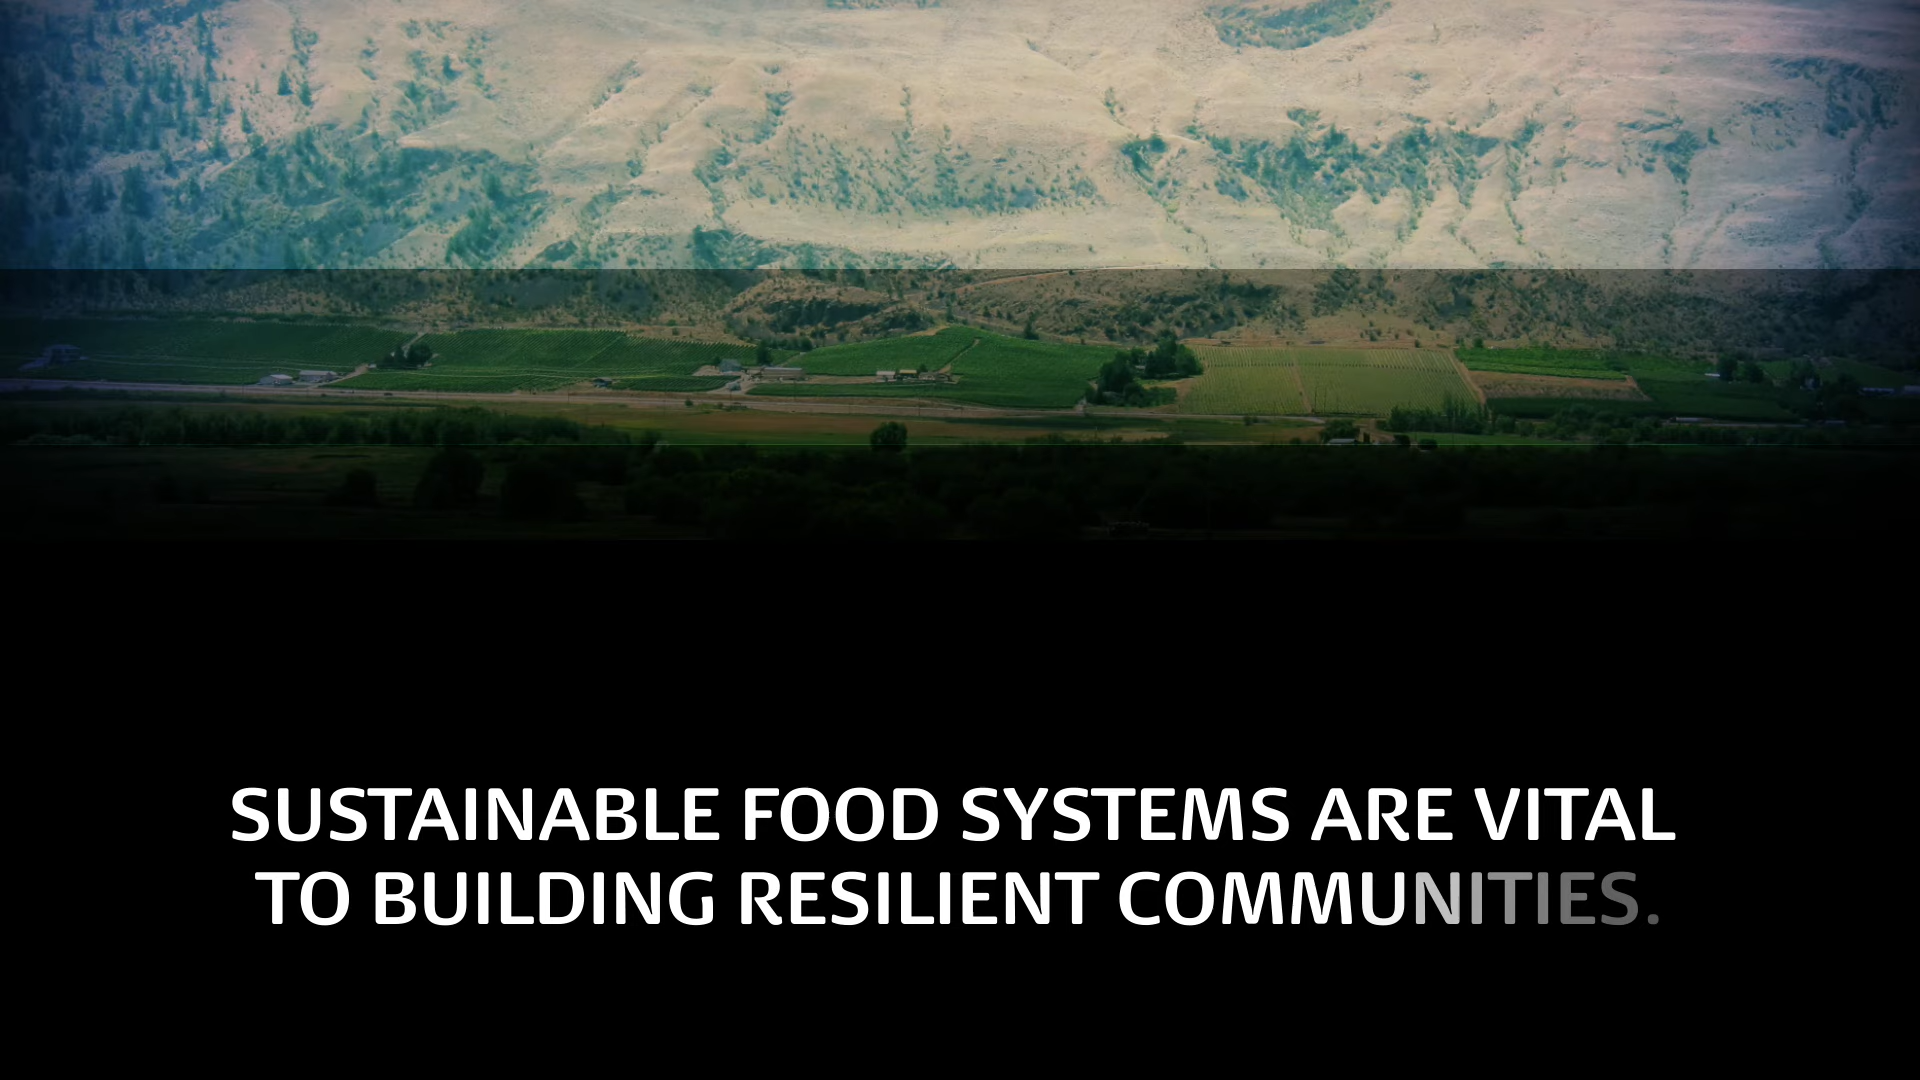 SUSTAINABLE FOOD SYSTEMS ARE VITAL
TO BUILDING RESILIENT COMMUNITIES.